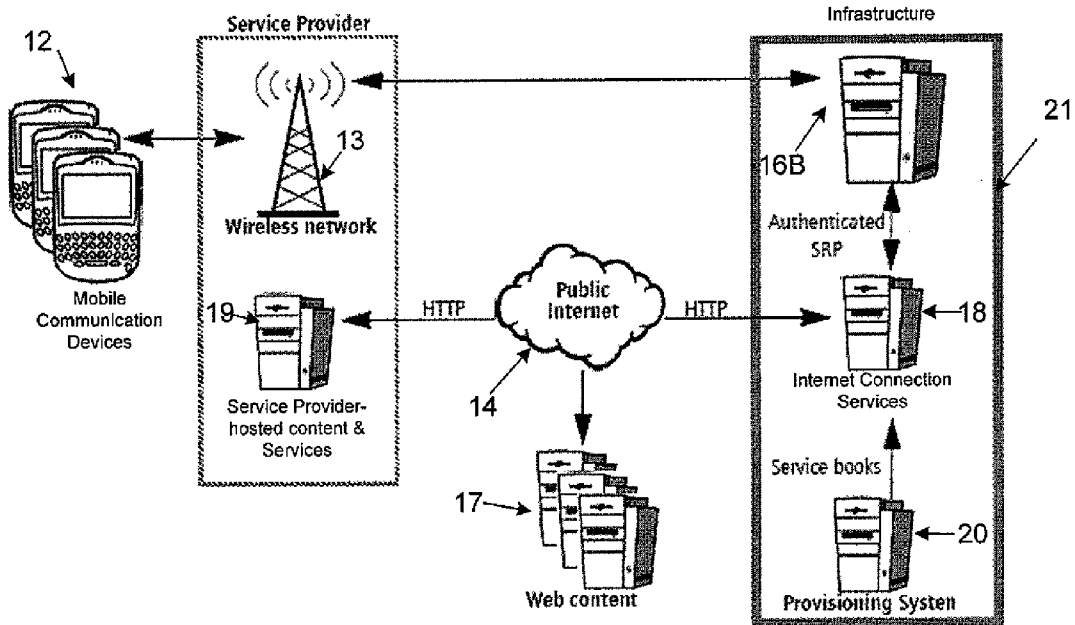 12
Service Provider
Infrastructure
13
Wireless network
16B
21
Authenticated
SRP
Mobile
Communication
Devices
19
HTTP
Public
Internet
HTTP
18
Service Provider-
hosted content &
Services
14
Internet Connection
Services
Service books
17
20
Web content
Provisioning Systen